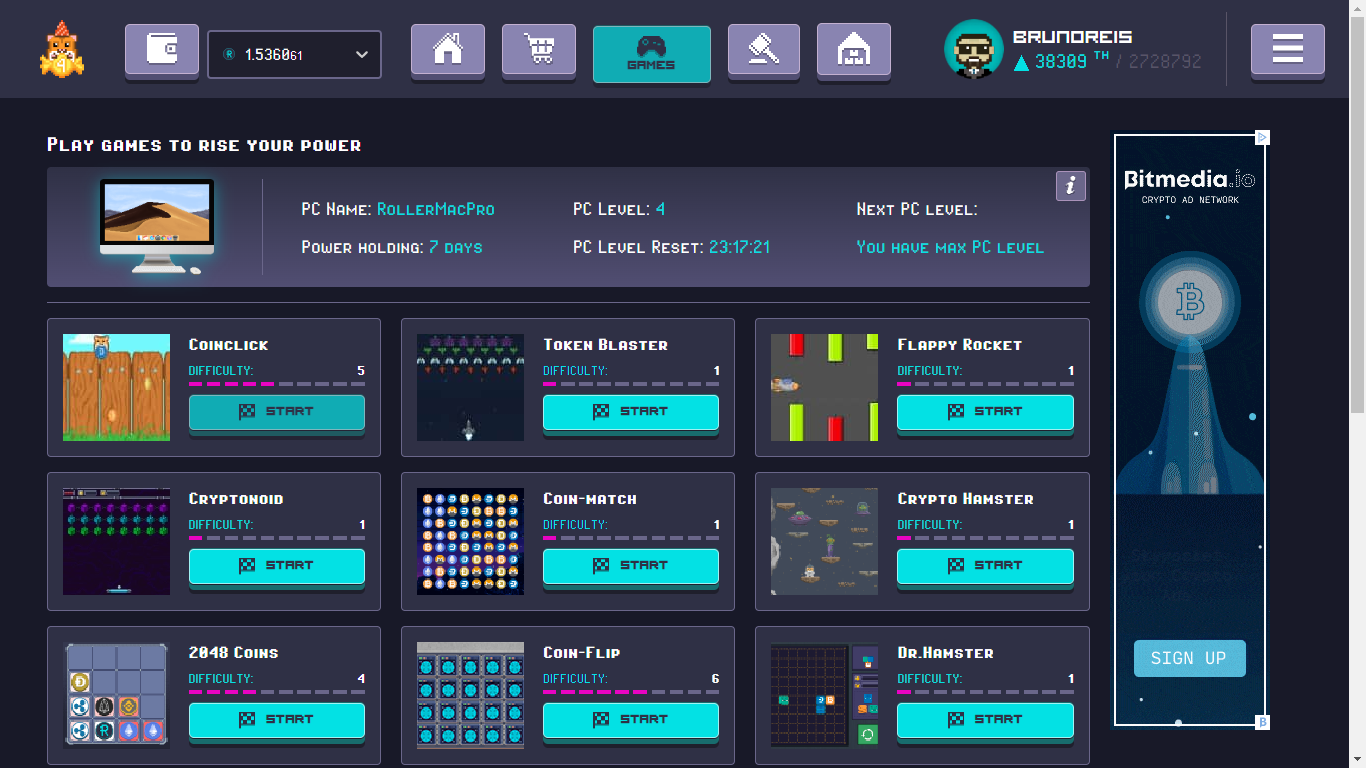 1.536061
GAMES
BRUNOREIS
38309 TH / 2728792
PLAY GAMES TO RISE YOUR POWER
PC NAME: ROLLERMACPRO
PC LEVEL: 4
NEXT PC LEVEL:
POWER HOLDING: 7 DAYS
PC LEVEL RESET: 23:17:21
YOU HAVE MAX PC LEVEL
i
COINCLICK
DIFFICULTY: 5
START
TOKEN BLASTER
DIFFICULTY: 1
START
FLAPPY ROCKET
DIFFICULTY: 1
START
CRYPTONOID
DIFFICULTY: 1
START
COIN-MATCH
DIFFICULTY: 1
START
CRYPTO HAMSTER
DIFFICULTY: 1
START
2048 COINS
DIFFICULTY: 4
START
COIN-FLIP
DIFFICULTY: 6
START
DR.HAMSTER
DIFFICULTY: 1
START
Bitmedia.io
CRYPTO AD NETWORK
SIGN UP